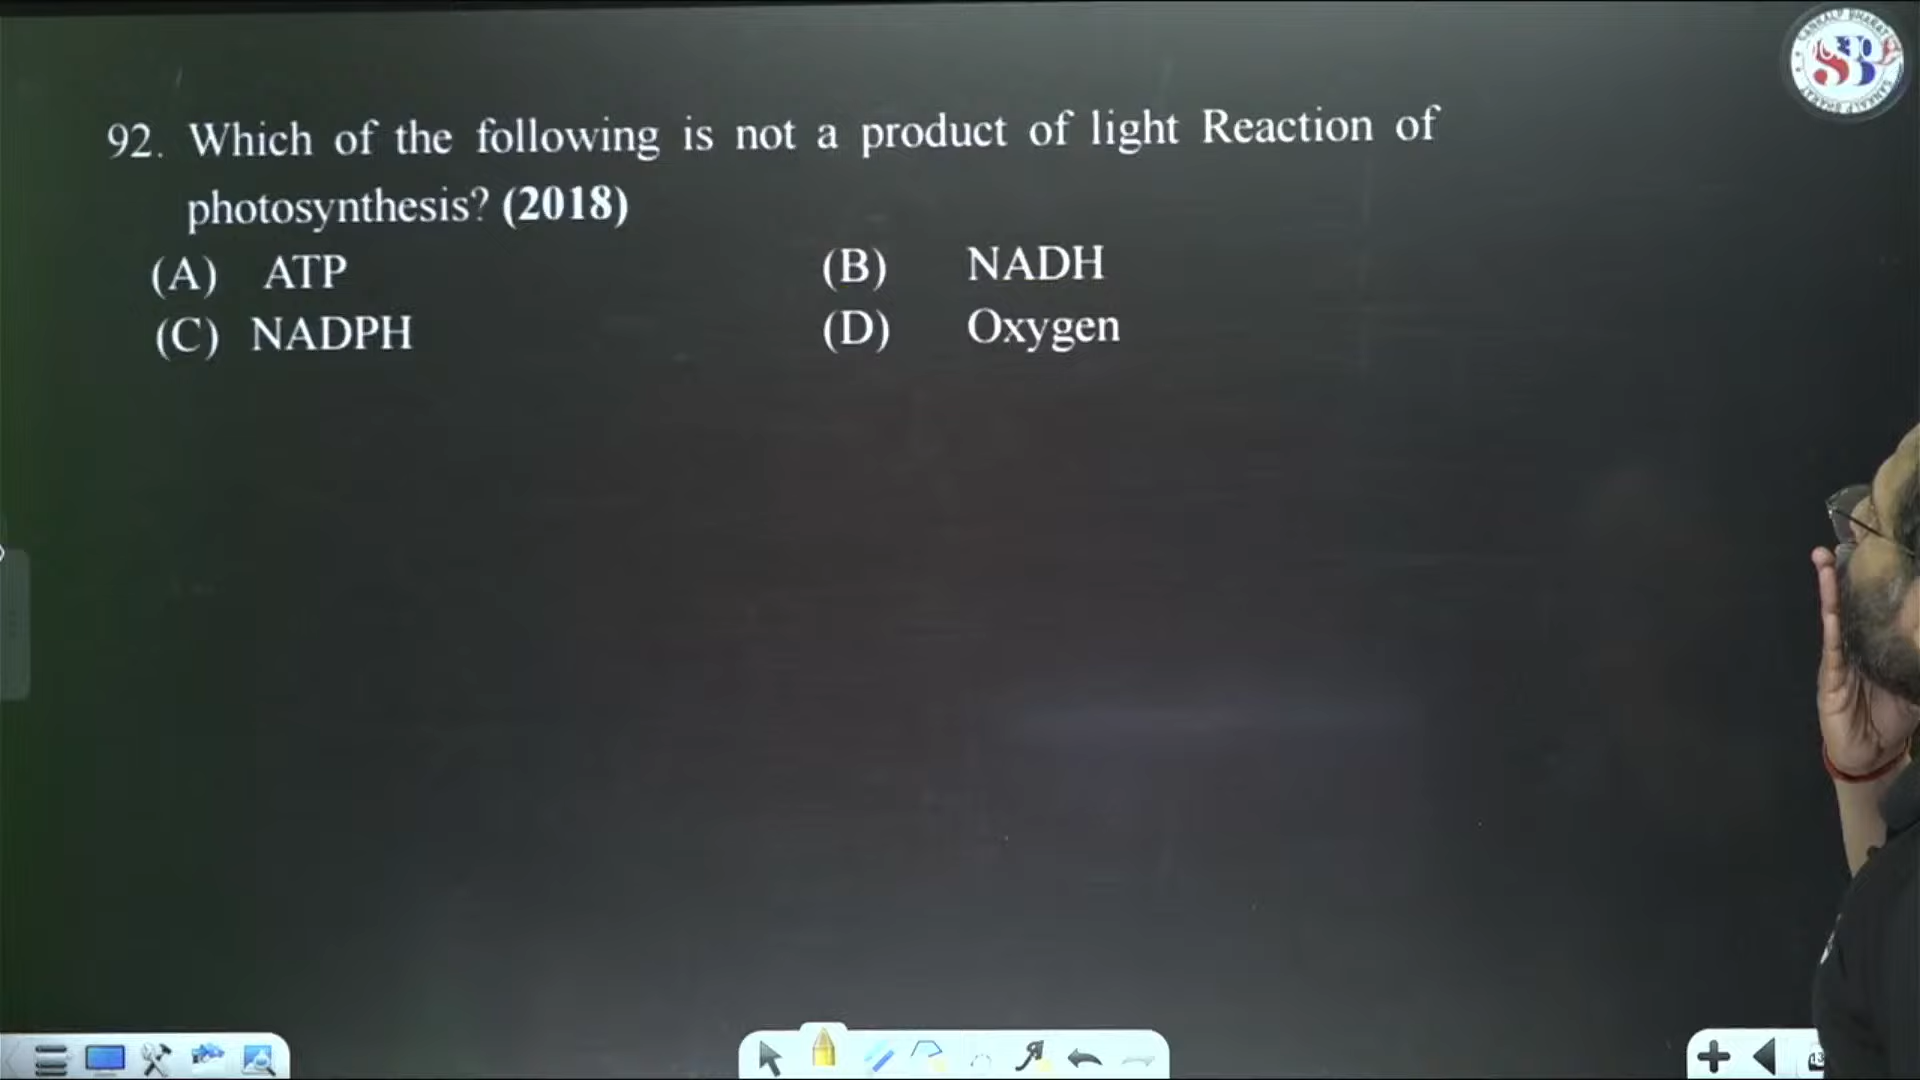 92. Which of the following is not a product of light Reaction of
photosynthesis? (2018)
(A) ATP (B) NADH
(C) NADPH (D) Oxygen